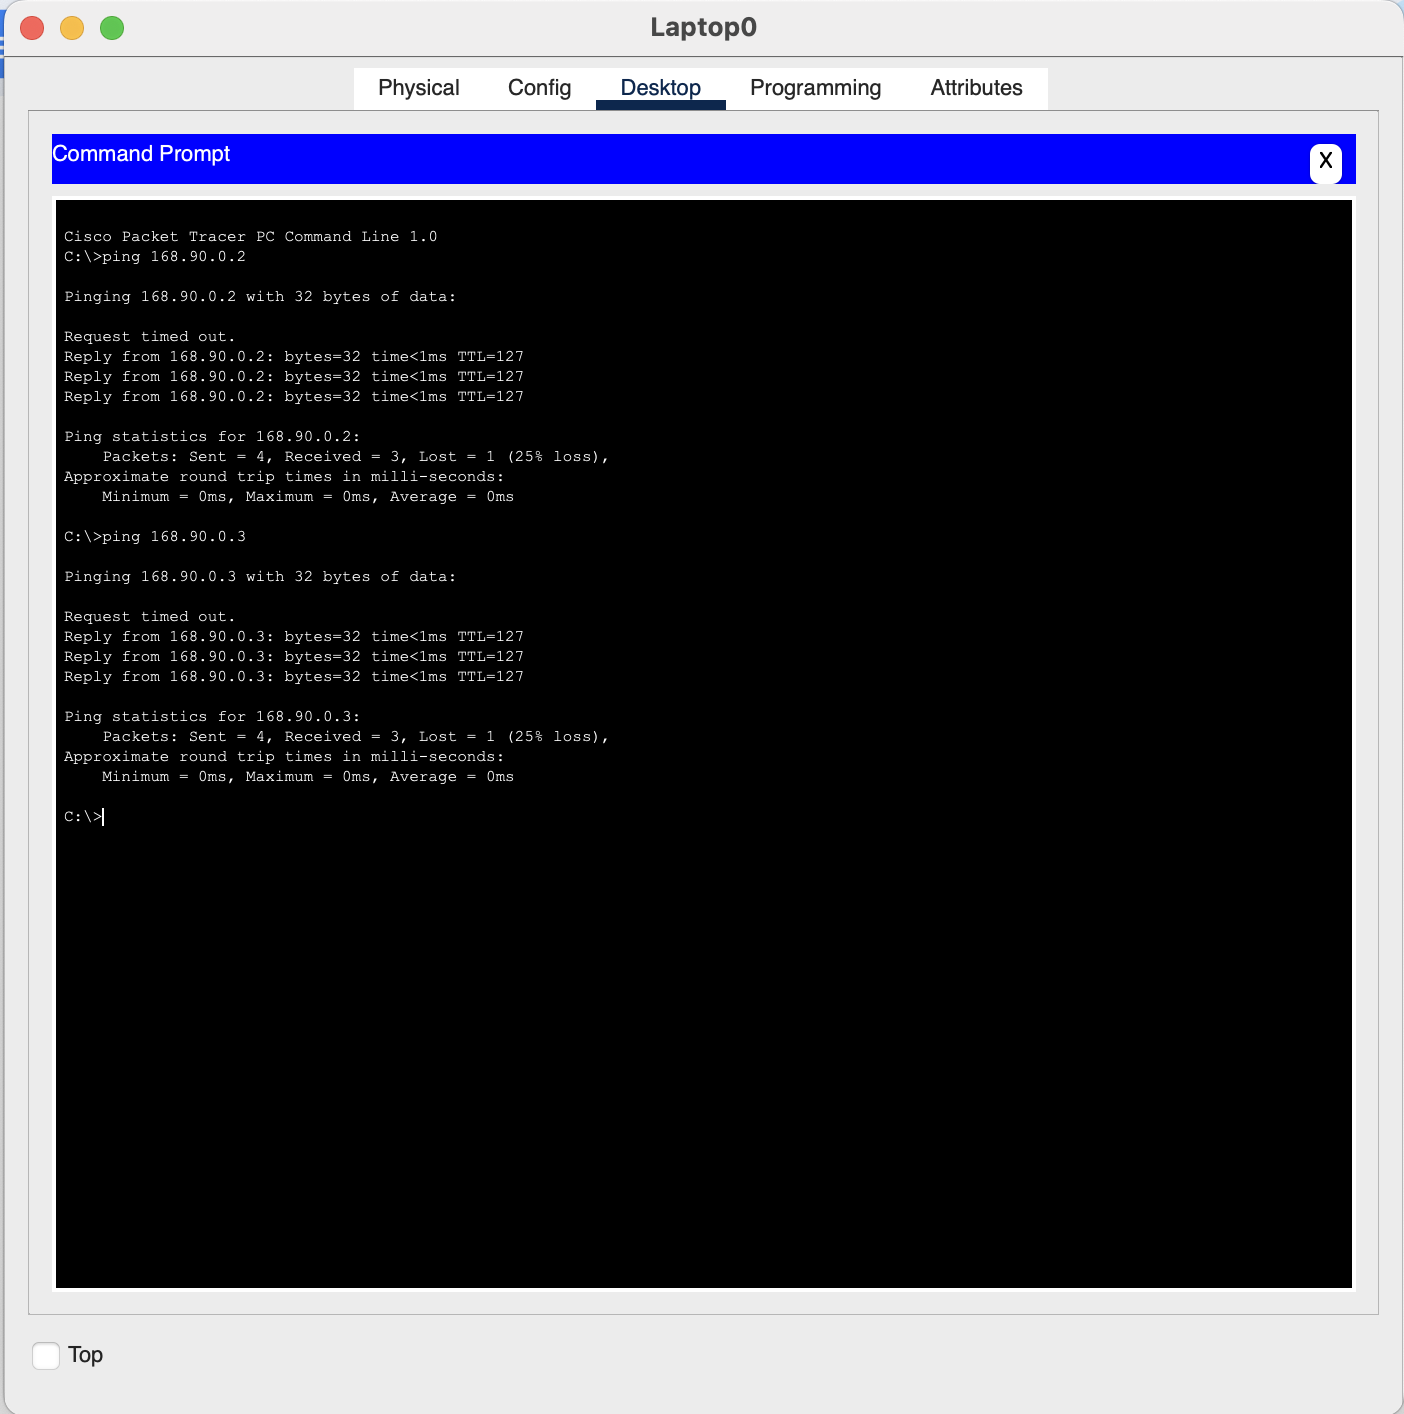 Laptop0
Physical Config Desktop Programming Attributes
Command Prompt
X
Cisco Packet Tracer PC Command Line 1.0
C:\>ping 168.90.0.2
Pinging 168.90.0.2 with 32 bytes of data:
Request timed out.
Reply from 168.90.0.2: bytes=32 time<1ms TTL=127
Reply from 168.90.0.2: bytes=32 time<1ms TTL=127
Reply from 168.90.0.2: bytes=32 time<1ms TTL=127
Ping statistics for 168.90.0.2:
    Packets: Sent = 4, Received = 3, Lost = 1 (25% loss),
Approximate round trip times in milli-seconds:
    Minimum = 0ms, Maximum = 0ms, Average = 0ms
C:\>ping 168.90.0.3
Pinging 168.90.0.3 with 32 bytes of data:
Request timed out.
Reply from 168.90.0.3: bytes=32 time<1ms TTL=127
Reply from 168.90.0.3: bytes=32 time<1ms TTL=127
Reply from 168.90.0.3: bytes=32 time<1ms TTL=127
Ping statistics for 168.90.0.3:
    Packets: Sent = 4, Received = 3, Lost = 1 (25% loss),
Approximate round trip times in milli-seconds:
    Minimum = 0ms, Maximum = 0ms, Average = 0ms
C:\>
Top